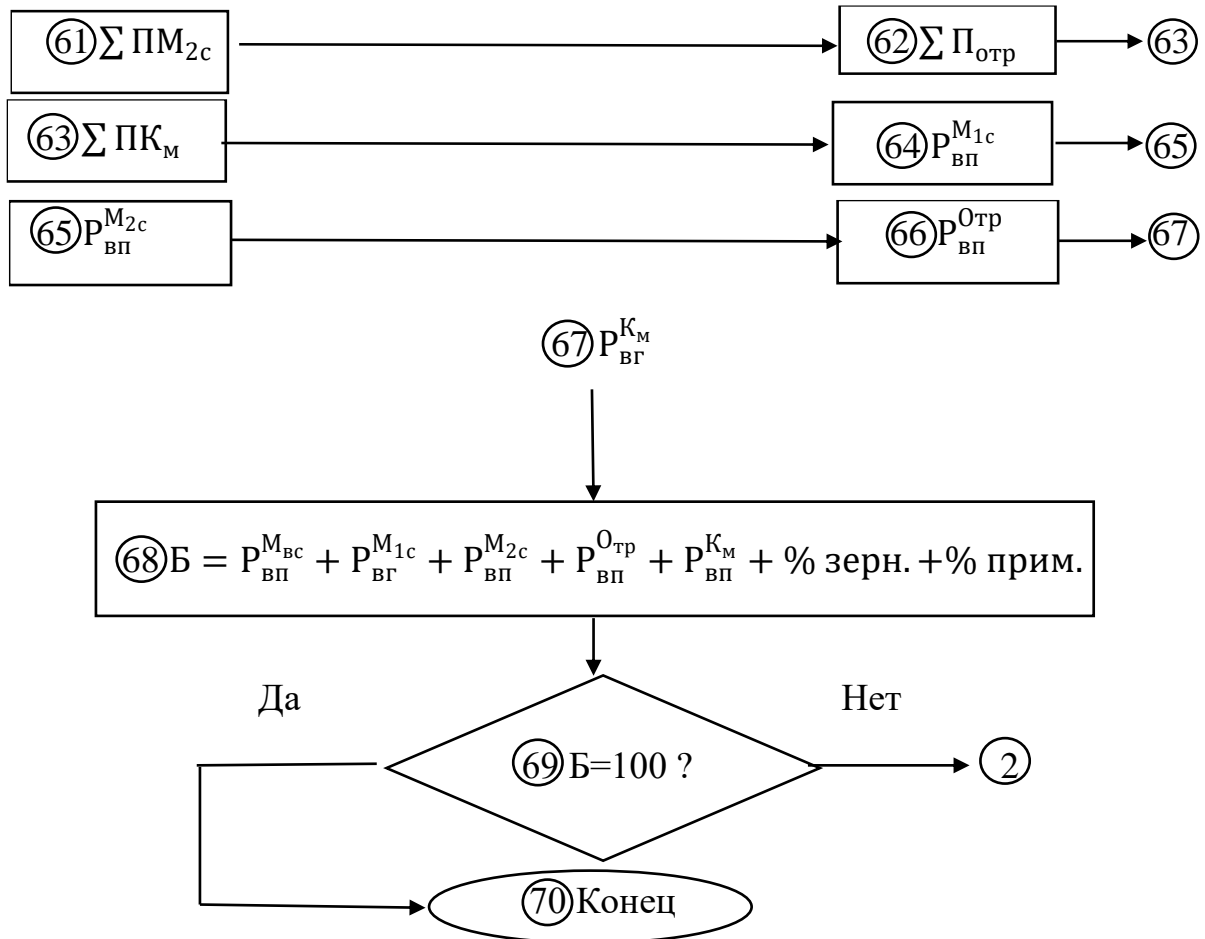 61 ∑ ПМ₂с 62 ∑ Потр 63
63 ∑ ПКм 64 Рвп^М₁с 65
65 Рвп^М₂с 66 Рвп^Отр 67
67 Рвг^Км
68 Б = Рвп^Мвс + Рвг^М₁с + Рвп^М₂с + Рвп^Отр + Рвп^Км + % зерн. +% прим.
Да Нет
69 Б=100 ? 2
70 Конец